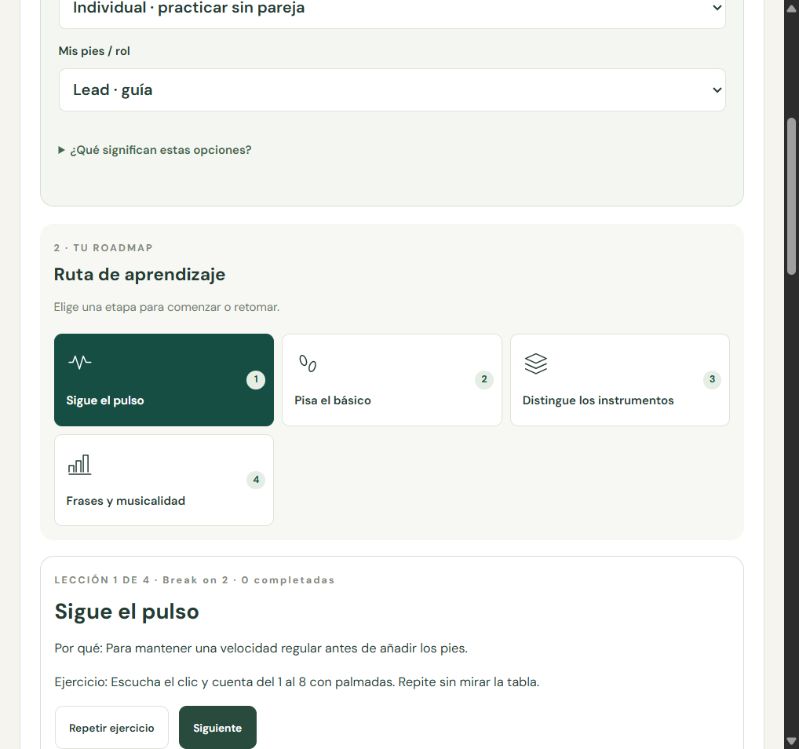 Individual · practicar sin pareja
Mis pies / rol
Lead · guía
¿Qué significan estas opciones?
2 · TU ROADMAP
Ruta de aprendizaje
Elige una etapa para comenzar o retomar.
1
Sigue el pulso
2
Pisa el básico
3
Distingue los instrumentos
4
Frases y musicalidad
LECCIÓN 1 DE 4 · Break on 2 · 0 completadas
Sigue el pulso
Por qué: Para mantener una velocidad regular antes de añadir los pies.
Ejercicio: Escucha el clic y cuenta del 1 al 8 con palmadas. Repite sin mirar la tabla.
Repetir ejercicio
Siguiente